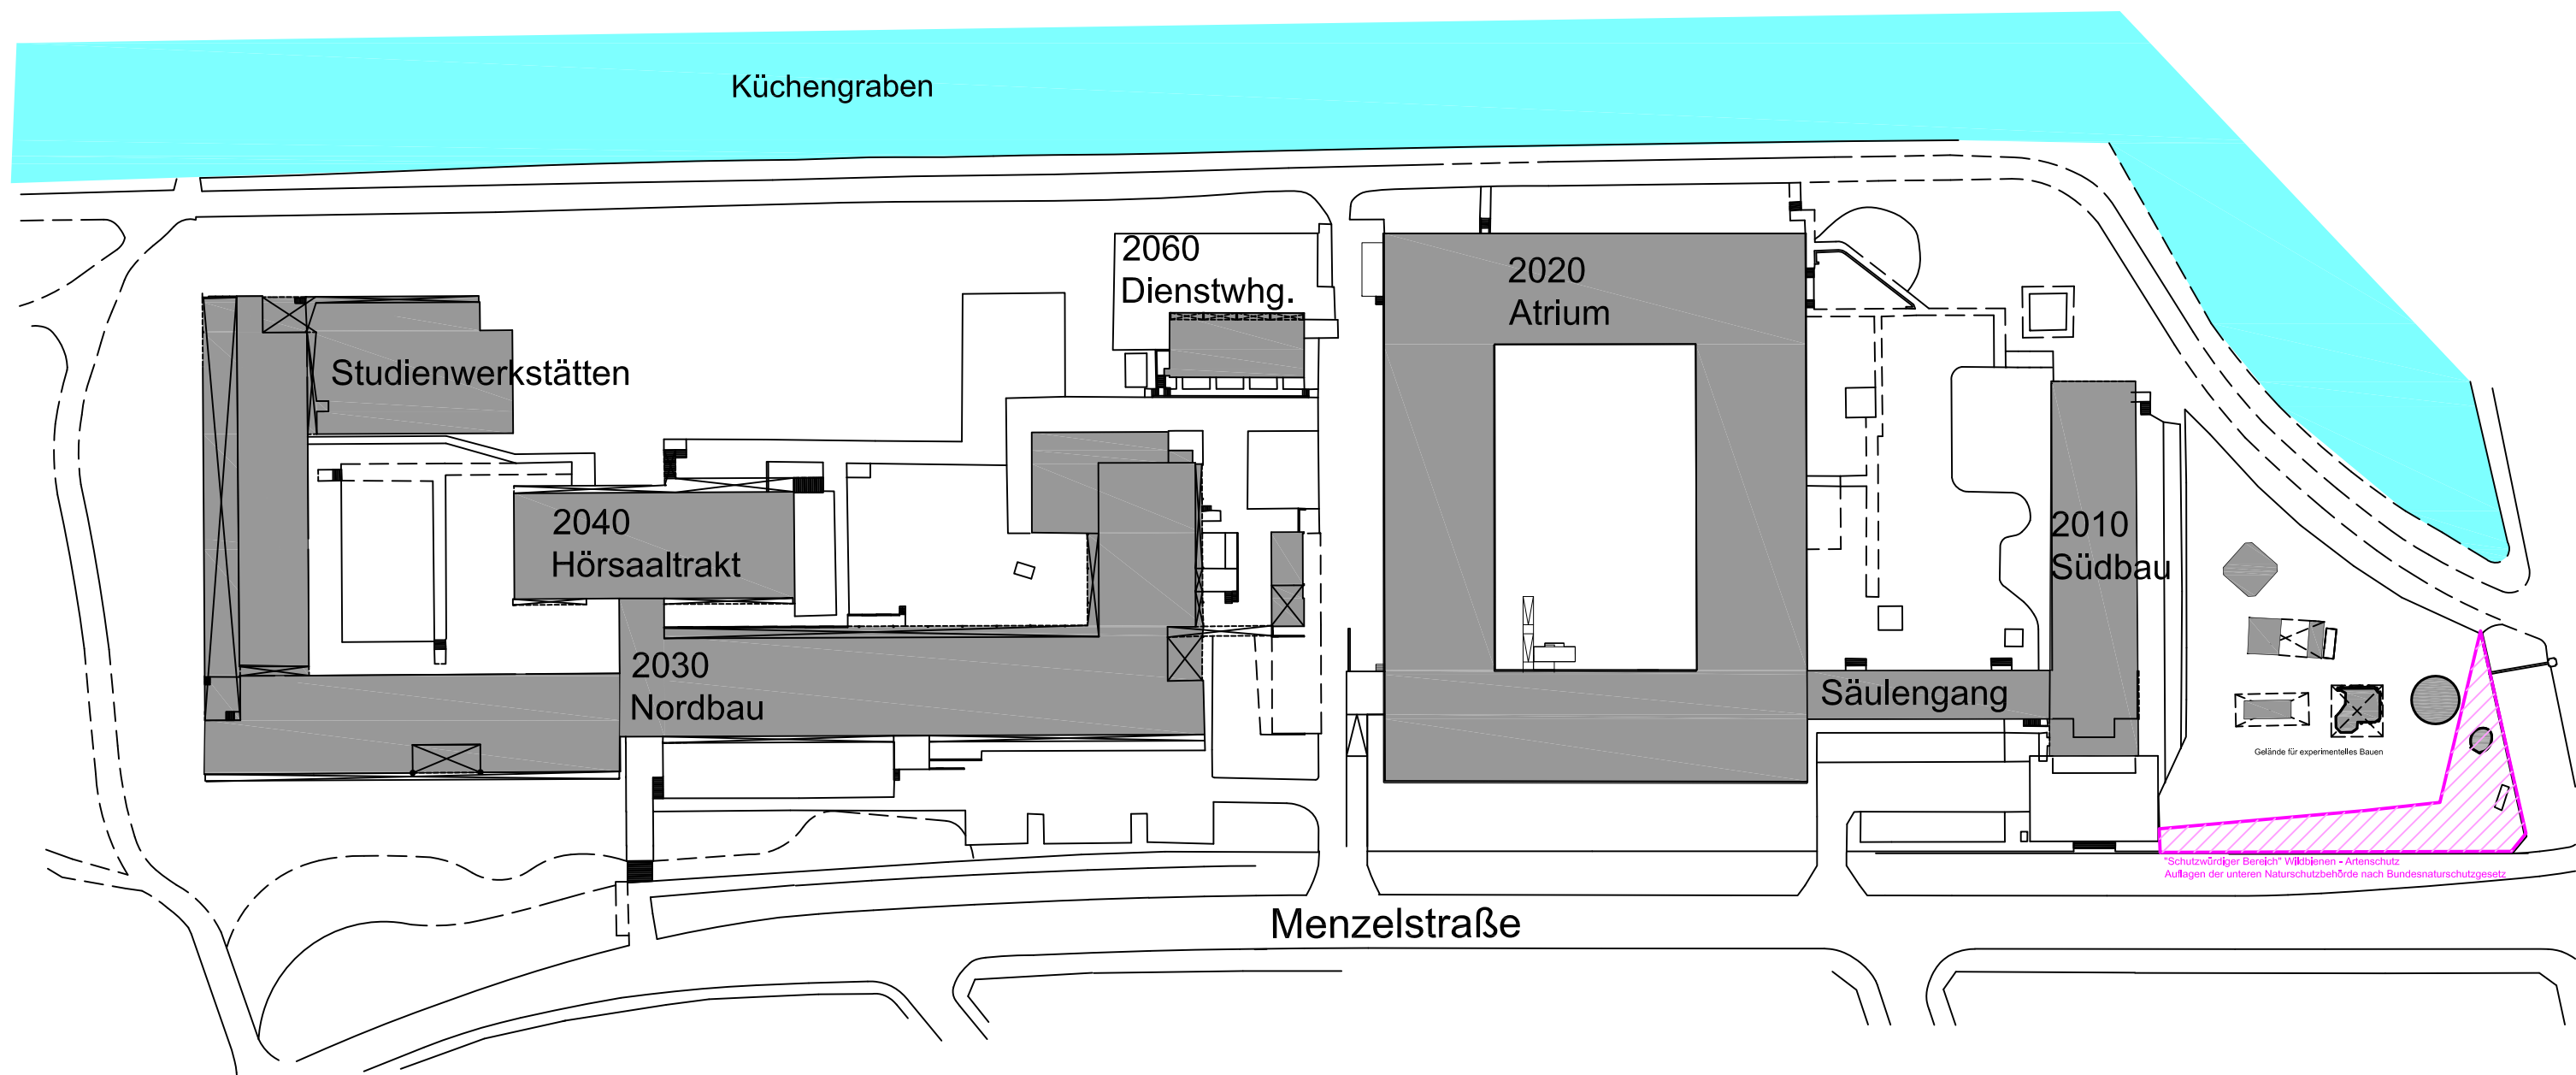 Küchengraben
2060
Dienstwhg.
2020
Atrium
Studienwerkstätten
2040
Hörsaaltrakt
2010
Südbau
2030
Nordbau
Säulengang
Gelände für experimentelles Bauen
"Schutzwürdiger Bereich" Wildbienen - Artenschutz
Auflagen der unteren Naturschutzbehörde nach Bundesnaturschutzgesetz
Menzelstraße